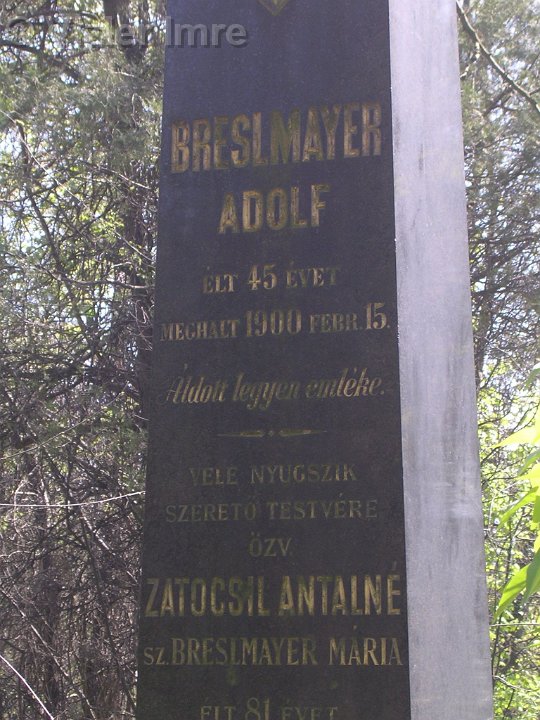 BRESLMAYER
ADOLF
ÉLT 45 ÉVET
MEGHALT 1900 FEBR. 15.
Áldott legyen emléke.
VELE NYUGSZIK
SZERETŐ TESTVÉRE
ÖZV
ZATOCSIL ANTALNÉ
SZ. BRESLMAYER MÁRIA
ÉLT 81 ÉVET